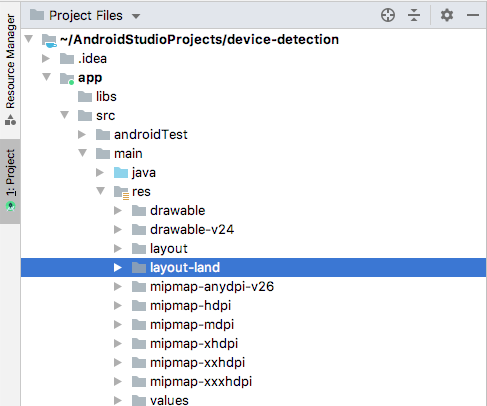 Project Files
~/AndroidStudioProjects/device-detection
.idea
app
libs
src
androidTest
main
java
res
drawable
drawable-v24
layout
layout-land
mipmap-anydpi-v26
mipmap-hdpi
mipmap-mdpi
mipmap-xhdpi
mipmap-xxhdpi
mipmap-xxxhdpi
values
Resource Manager
1: Project